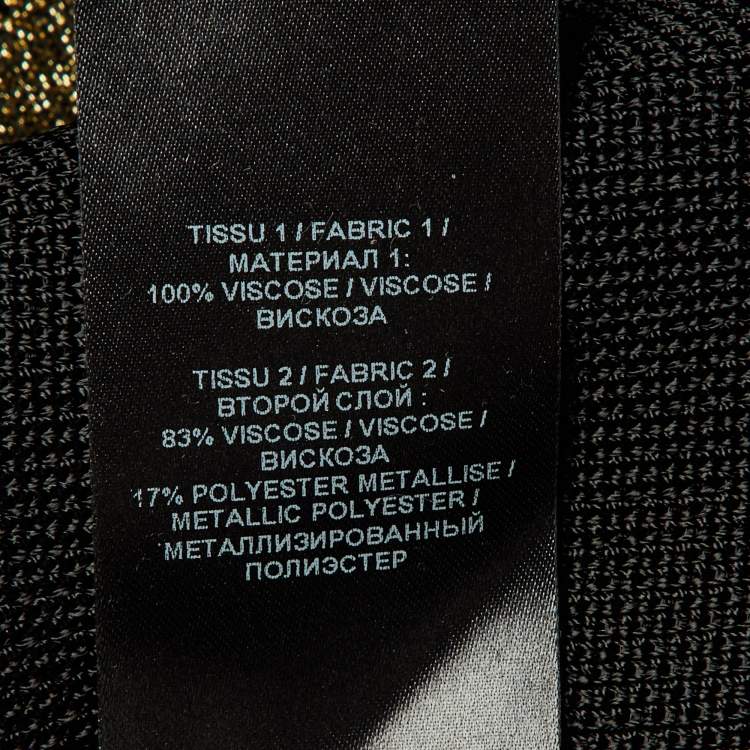 TISSU 1 / FABRIC 1 /
МАТЕРИАЛ 1:
100% VISCOSE / VISCOSE /
ВИСКОЗА
TISSU 2 / FABRIC 2 /
ВТОРОЙ СЛОЙ :
83% VISCOSE / VISCOSE /
ВИСКОЗА
17% POLYESTER METALLISE /
METALLIC POLYESTER /
МЕТАЛЛИЗИРОВАННЫЙ
ПОЛИЭСТЕР